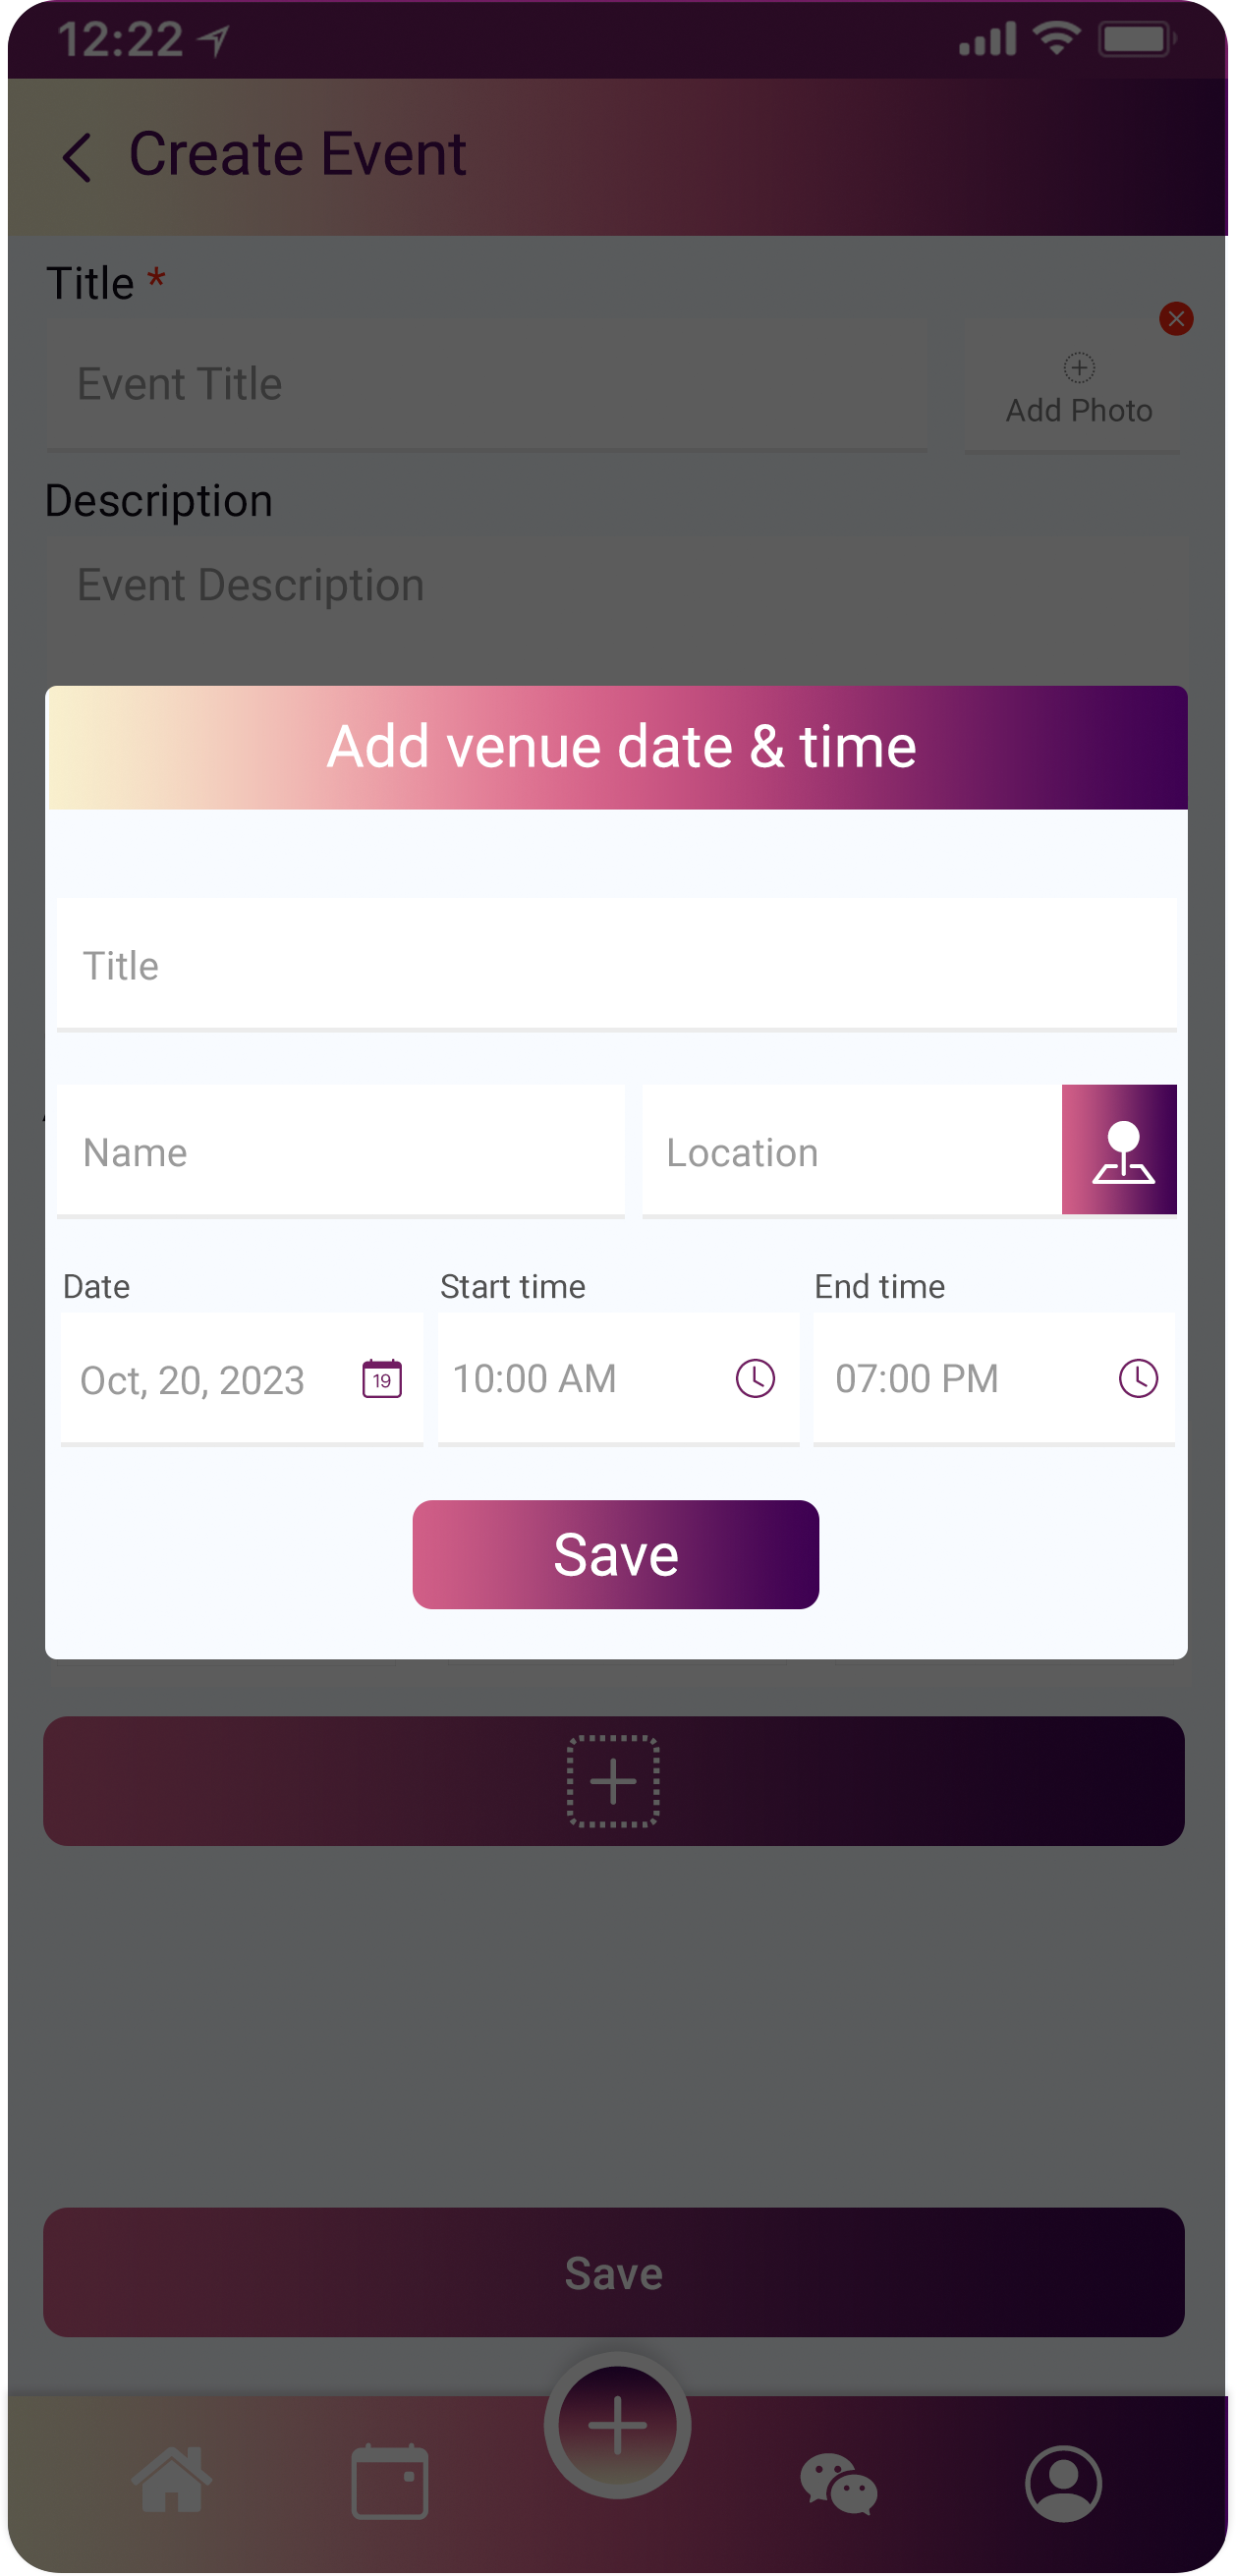 12:22
Create Event
Title *
Event Title
Add Photo
Description
Event Description
Add venue date & time
Title
Name
Location
Date
Start time
End time
Oct, 20, 2023
19
10:00 AM
07:00 PM
Save
Save